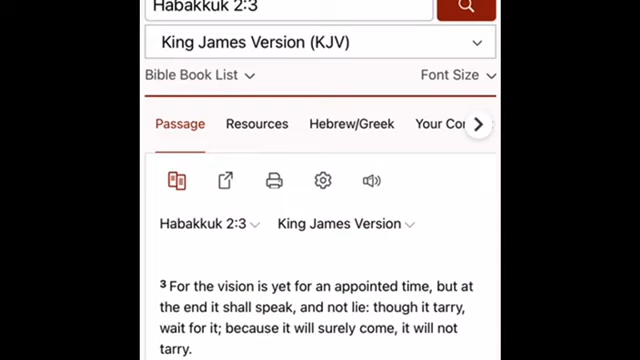 Habakkuk 2:3
King James Version (KJV)
Bible Book List Font Size
Passage Resources Hebrew/Greek Your
Habakkuk 2:3 King James Version
3 For the vision is yet for an appointed time, but at
the end it shall speak, and not lie: though it tarry,
wait for it; because it will surely come, it will not
tarry.